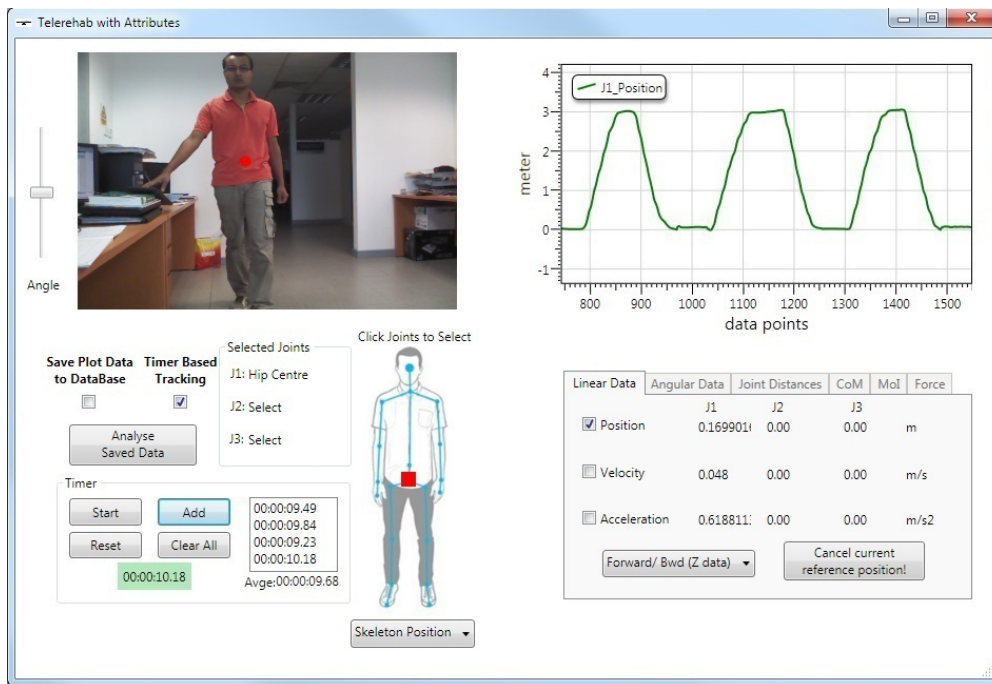 Telerehab with Attributes
Angle
4
3
2
1
0
-1
meter
J1_Position
800 900 1000 1100 1200 1300 1400 1500
data points
Save Plot Data
to DataBase
Timer Based
Tracking
Analyse
Saved Data
Selected Joints
J1: Hip Centre
J2: Select
J3: Select
Click Joints to Select
Timer
Start
Add
Reset
Clear All
00:00:10.18
00:00:09.49
00:00:09.84
00:00:09.23
00:00:10.18
Avge:00:00:09.68
Skeleton Position
Linear Data Angular Data Joint Distances CoM MoI Force
J1 J2 J3
Position 0.1699016 0.00 0.00 m
Velocity 0.048 0.00 0.00 m/s
Acceleration 0.618811 0.00 0.00 m/s2
Forward/ Bwd (Z data)
Cancel current
reference position!